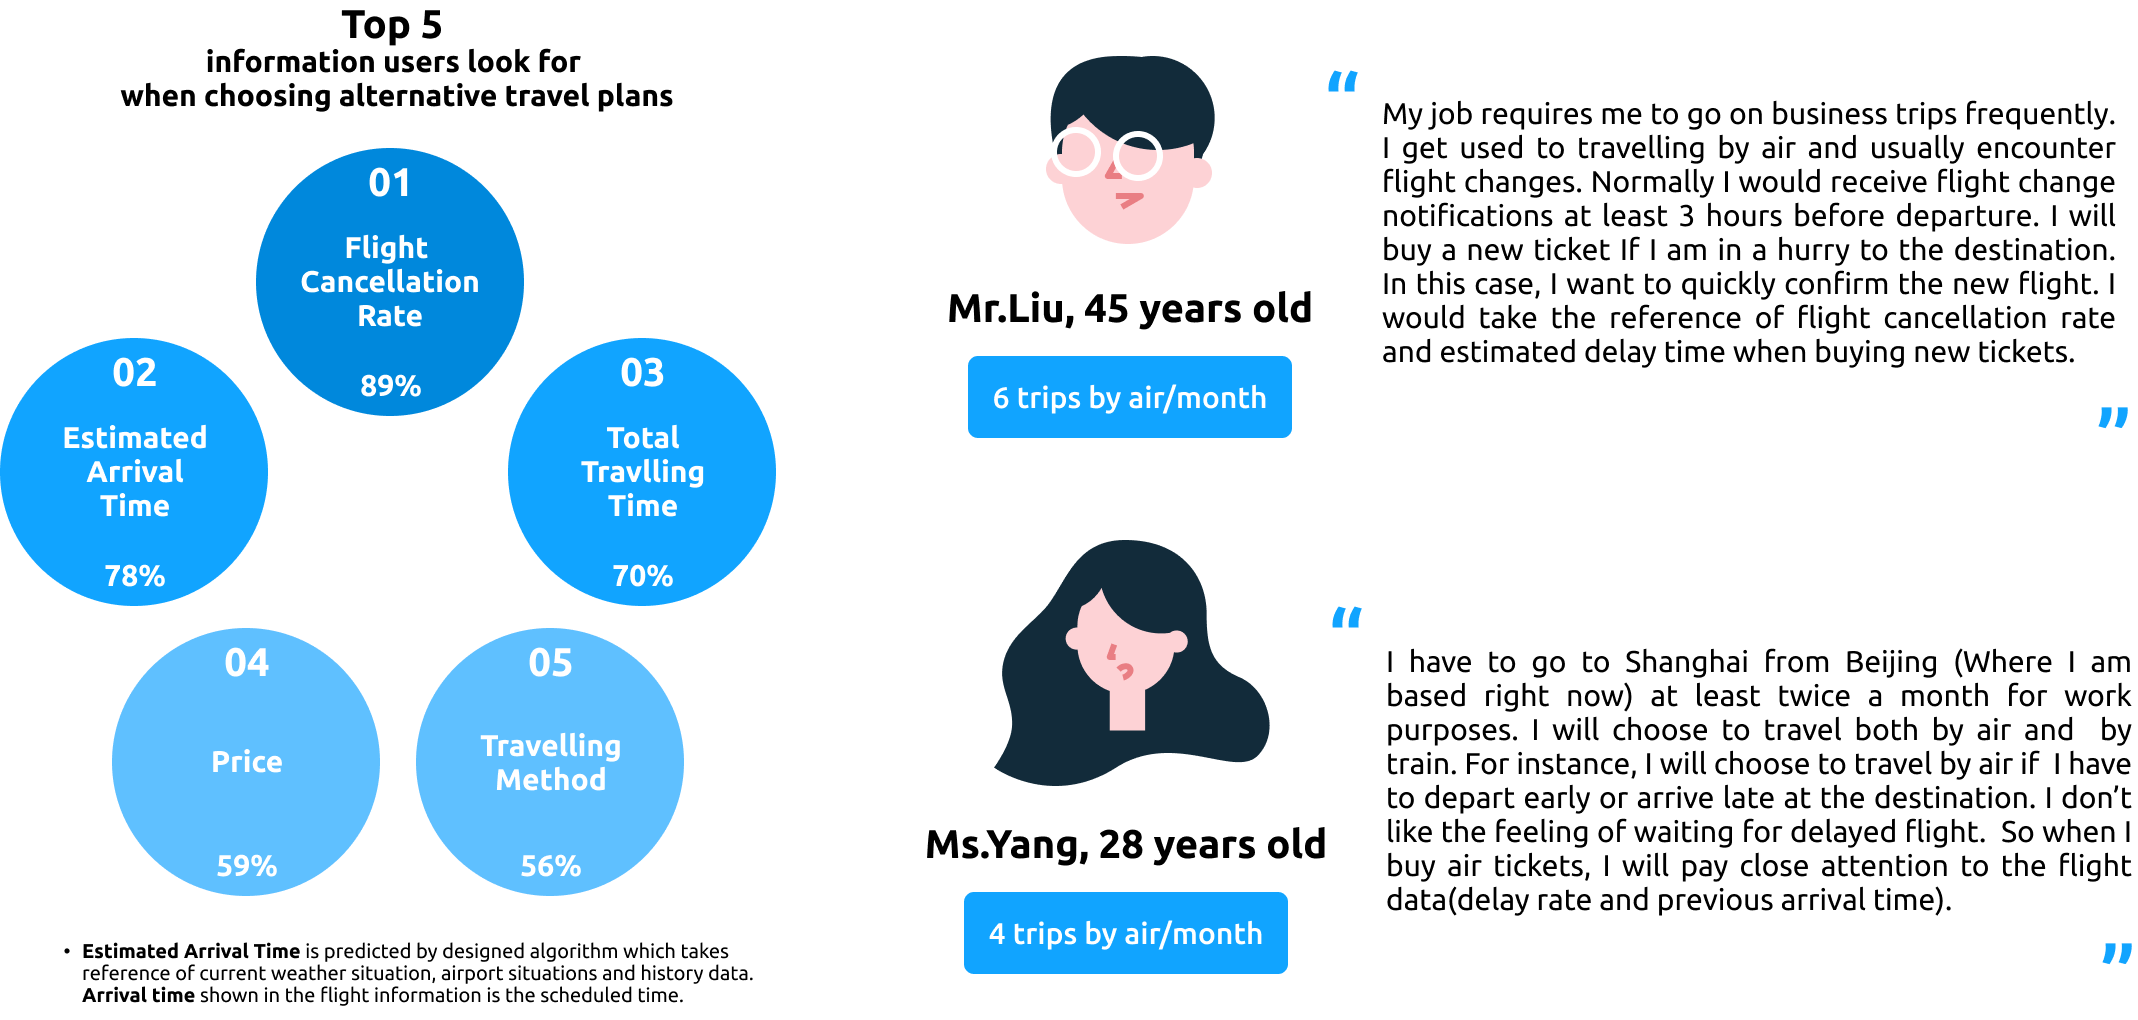 Top 5
information users look for
when choosing alternative travel plans
01
Flight
Cancellation
Rate
89%
02
Estimated
Arrival
Time
78%
03
Total
Travlling
Time
70%
04
Price
59%
05
Travelling
Method
56%
• Estimated Arrival Time is predicted by designed algorithm which takes
reference of current weather situation, airport situations and history data.
Arrival time shown in the flight information is the scheduled time.
Mr.Liu, 45 years old
6 trips by air/month
“
My job requires me to go on business trips frequently.
I get used to travelling by air and usually encounter
flight changes. Normally I would receive flight change
notifications at least 3 hours before departure. I will
buy a new ticket If I am in a hurry to the destination.
In this case, I want to quickly confirm the new flight. I
would take the reference of flight cancellation rate
and estimated delay time when buying new tickets.
”
Ms.Yang, 28 years old
4 trips by air/month
“
I have to go to Shanghai from Beijing (Where I am
based right now) at least twice a month for work
purposes. I will choose to travel both by air and by
train. For instance, I will choose to travel by air if I have
to depart early or arrive late at the destination. I don’t
like the feeling of waiting for delayed flight. So when I
buy air tickets, I will pay close attention to the flight
data(delay rate and previous arrival time).
”